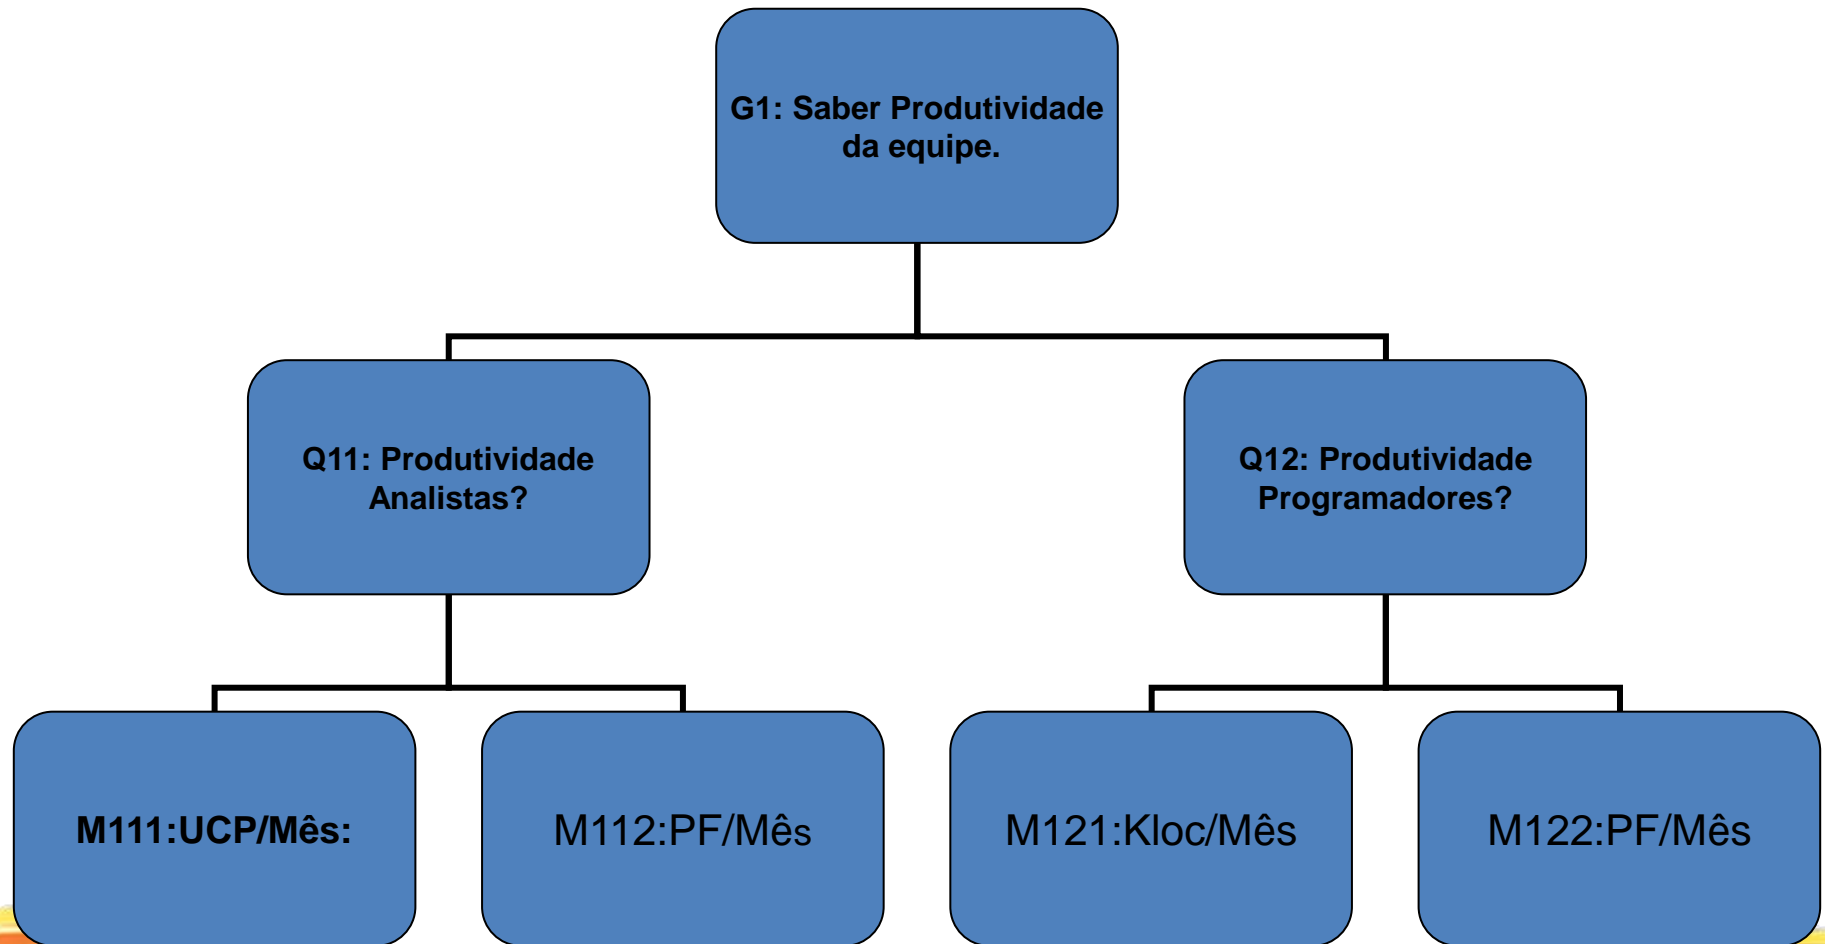 G1: Saber Produtividade
da equipe.
Q11: Produtividade
Analistas?
Q12: Produtividade
Programadores?
M111:UCP/Mês:
M112:PF/Mês
M121:Kloc/Mês
M122:PF/Mês